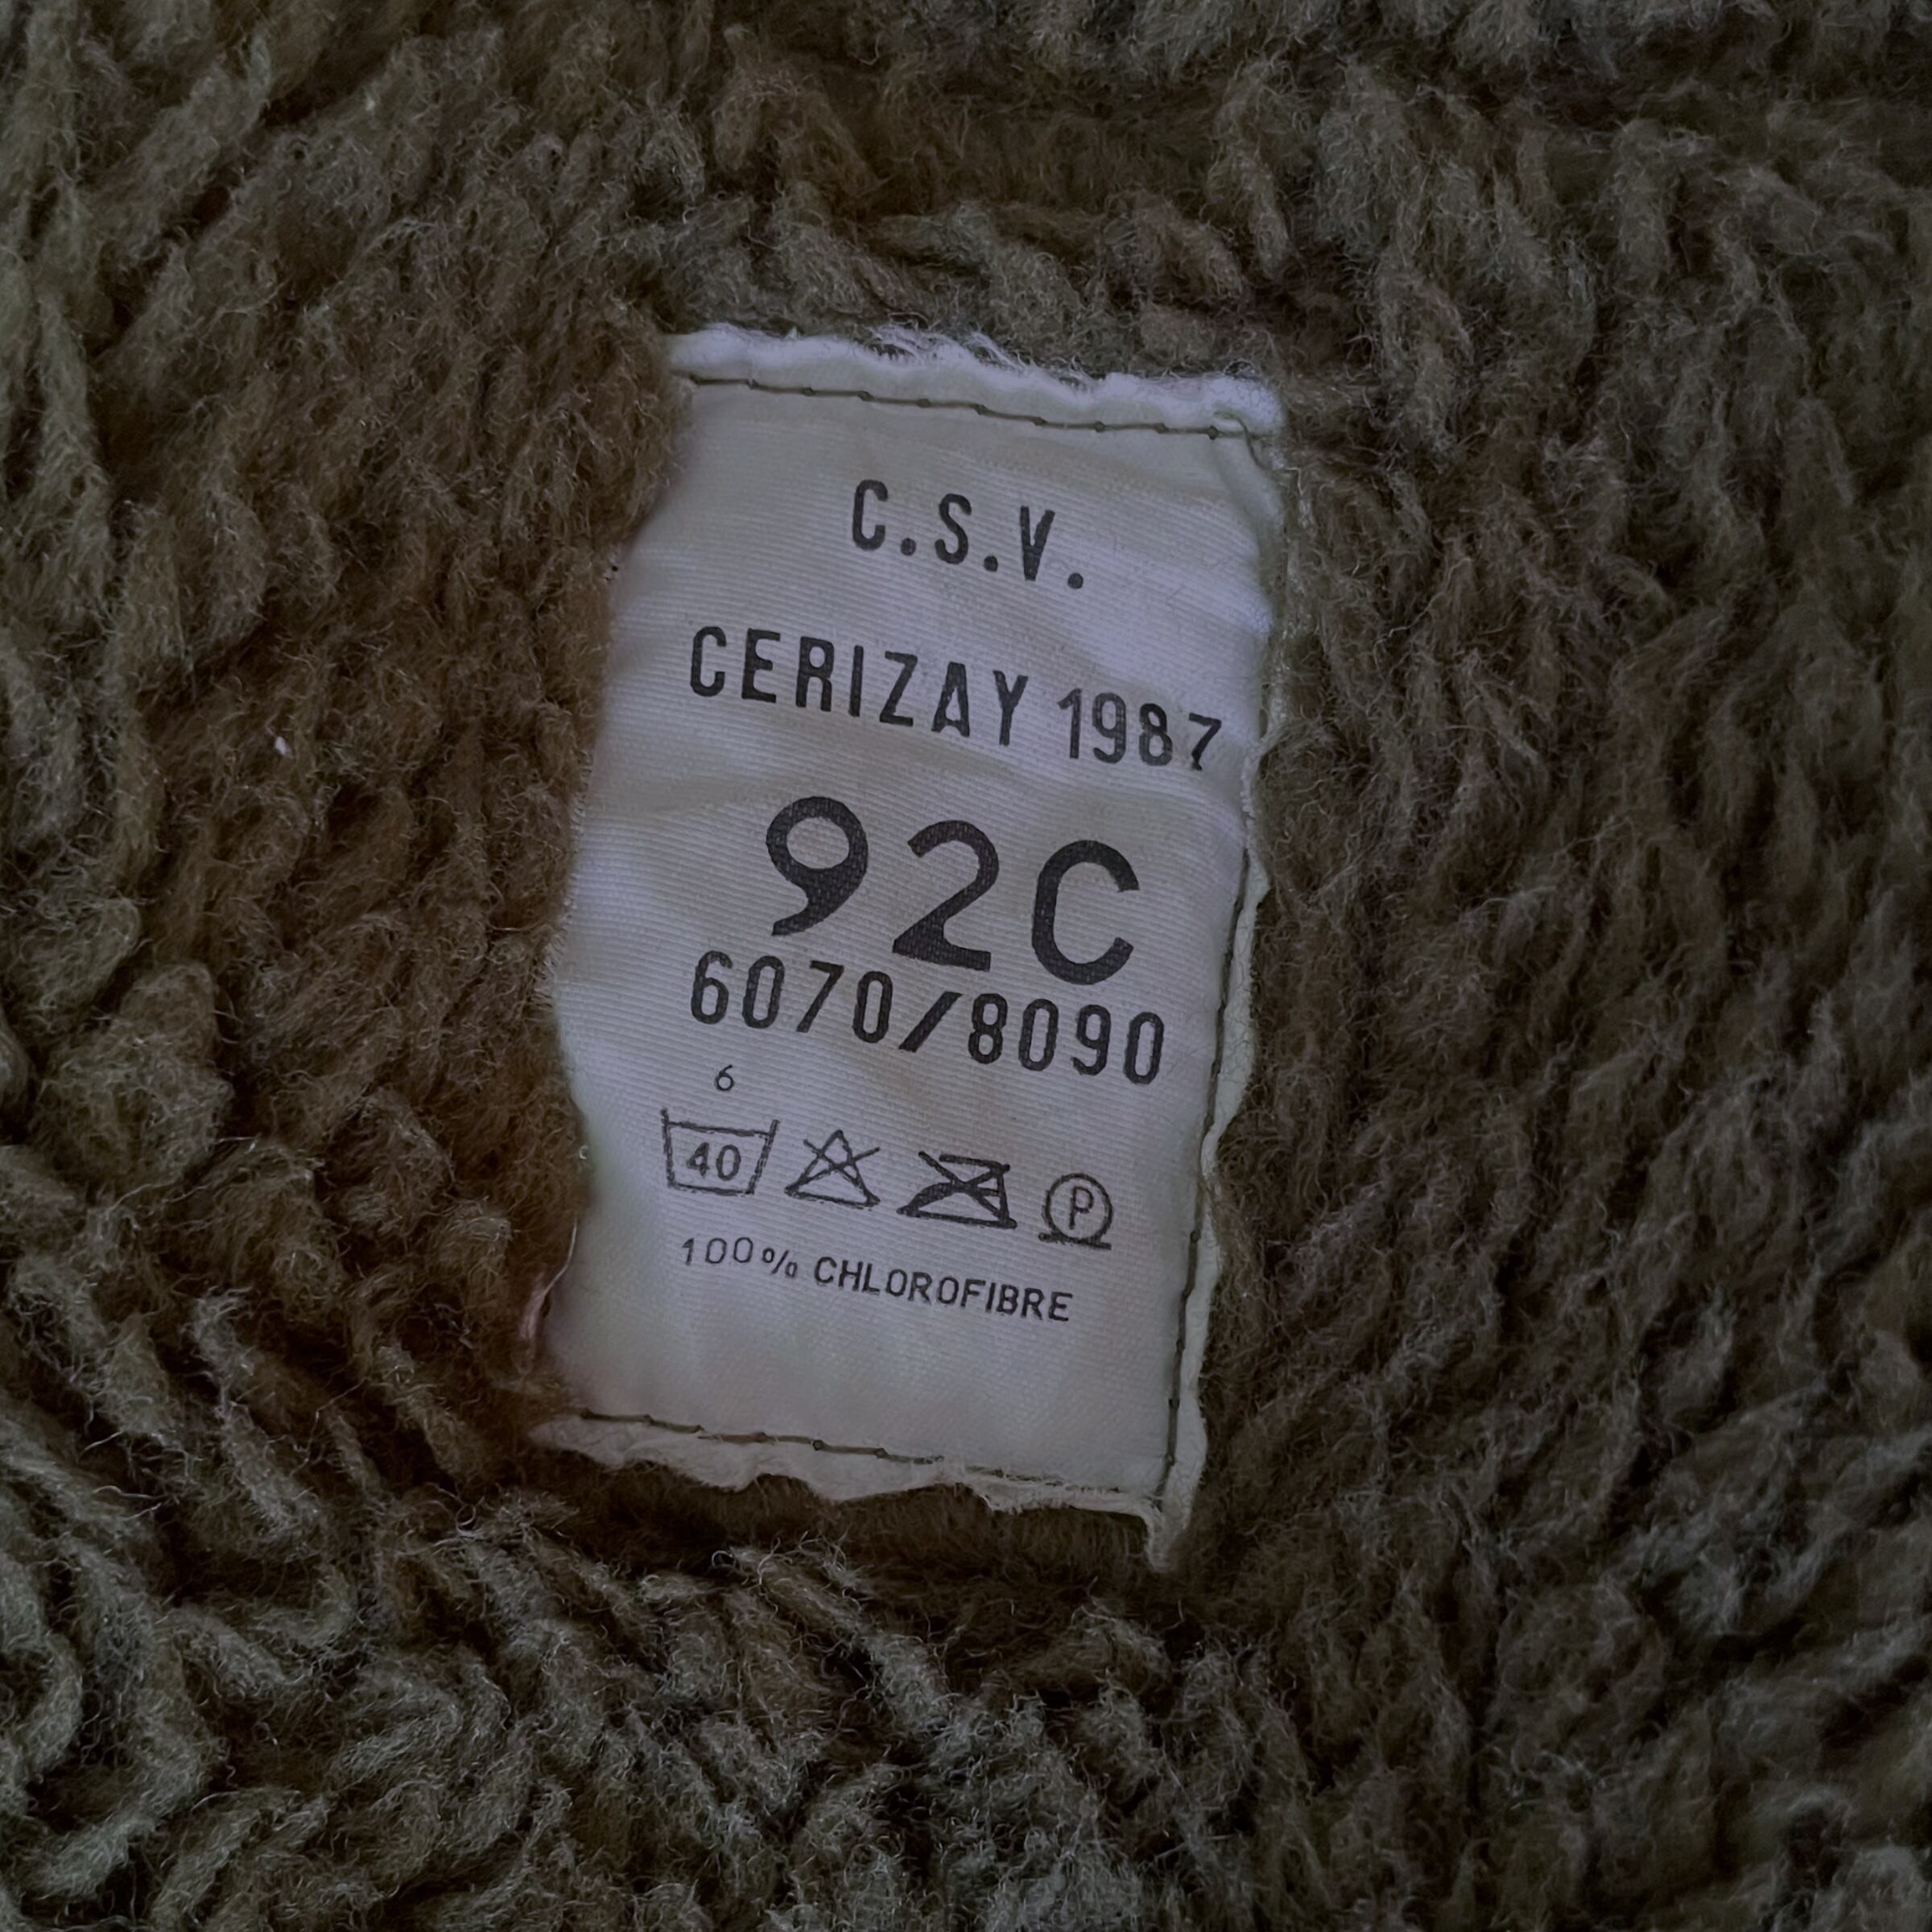 C.S.V.
CERIZAY 1987
92C
6070/8090
6
40 P
100% CHLOROFIBRE